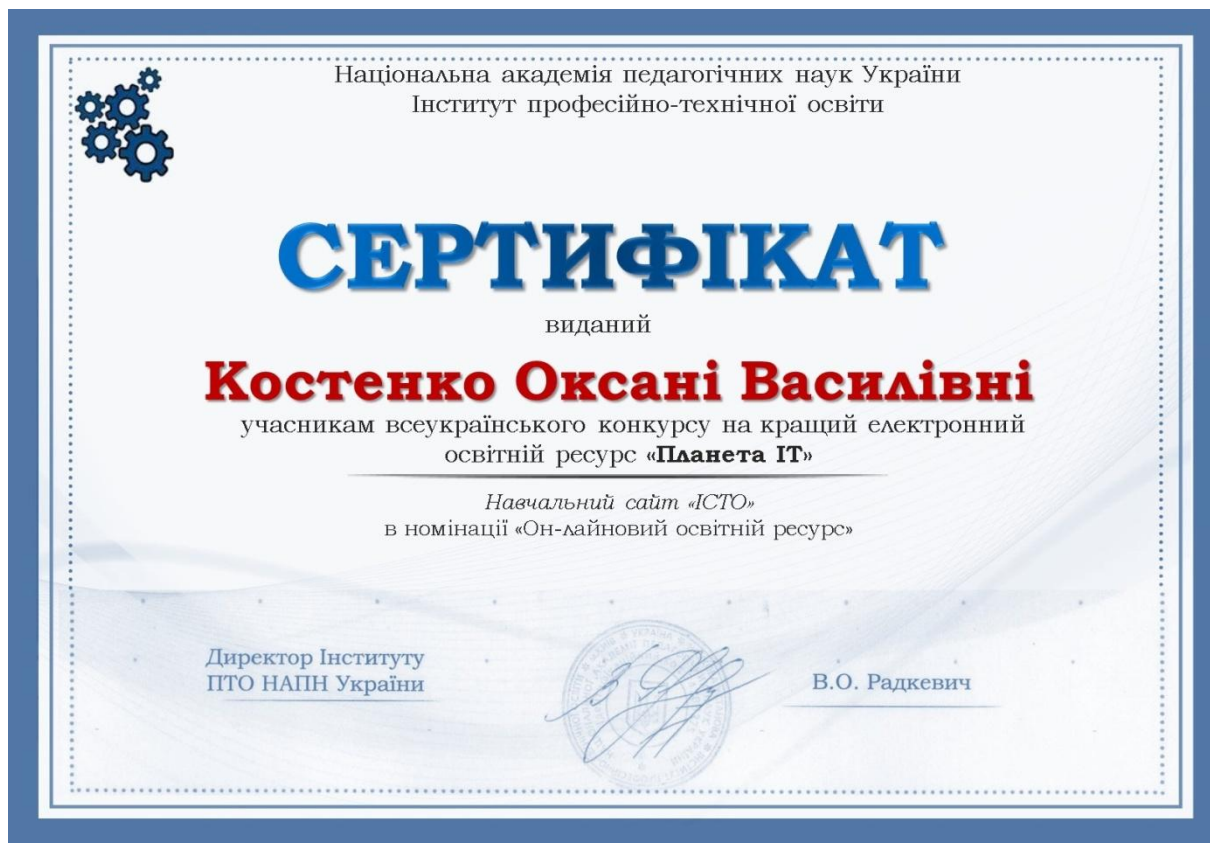 Національна академія педагогічних наук України
Інститут професійно-технічної освіти
СЕРТИФІКАТ
виданий
Костенко Оксані Василівні
учасникам всеукраїнського конкурсу на кращий електронний
освітній ресурс «Планета ІТ»
Навчальний сайт «ІСТО»
в номінації «Он-лайновий освітній ресурс»
Директор Інституту
ПТО НАПН України
В.О. Радкевич